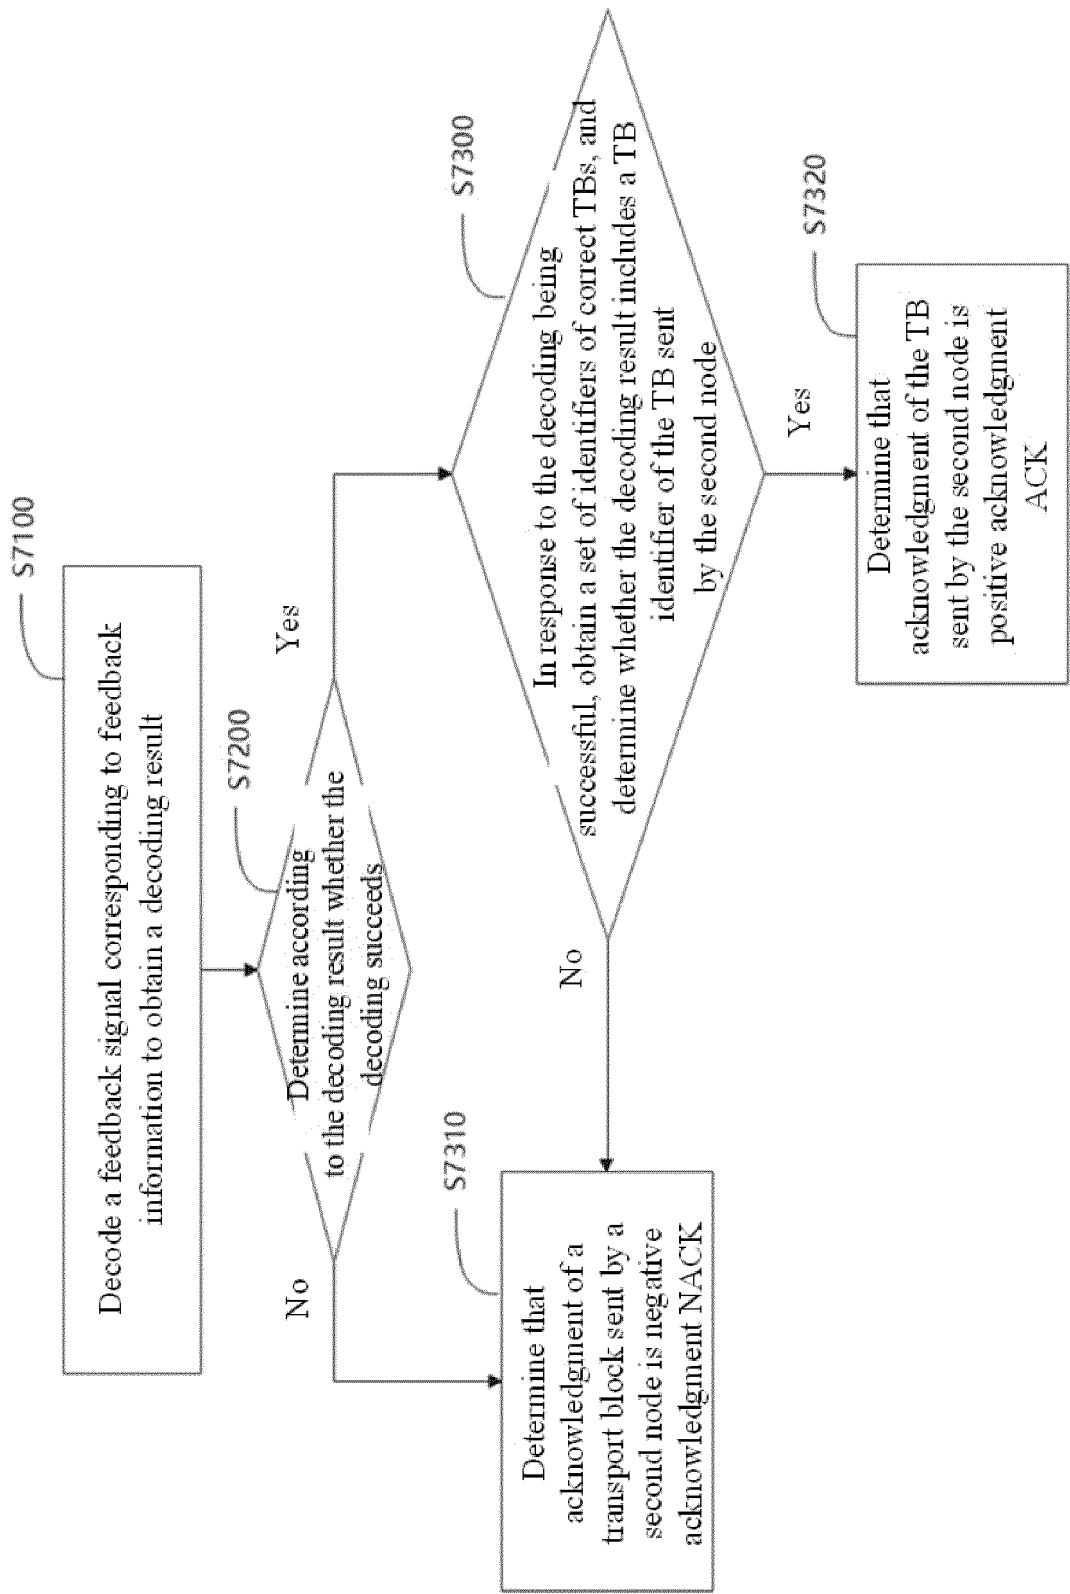 S7100
Decode a feedback signal corresponding to feedback
information to obtain a decoding result
S7200
Determine according
to the decoding result whether the
decoding succeeds
No
Yes
S7310
Determine that
acknowledgment of a
transport block sent by a
second node is negative
acknowledgment NACK
S7300
In response to the decoding being
successful, obtain a set of identifiers of correct TBs, and
determine whether the decoding result includes a TB
identifier of the TB sent
by the second node
No
Yes
S7320
Determine that
acknowledgment of the TB
sent by the second node is
positive acknowledgment
ACK